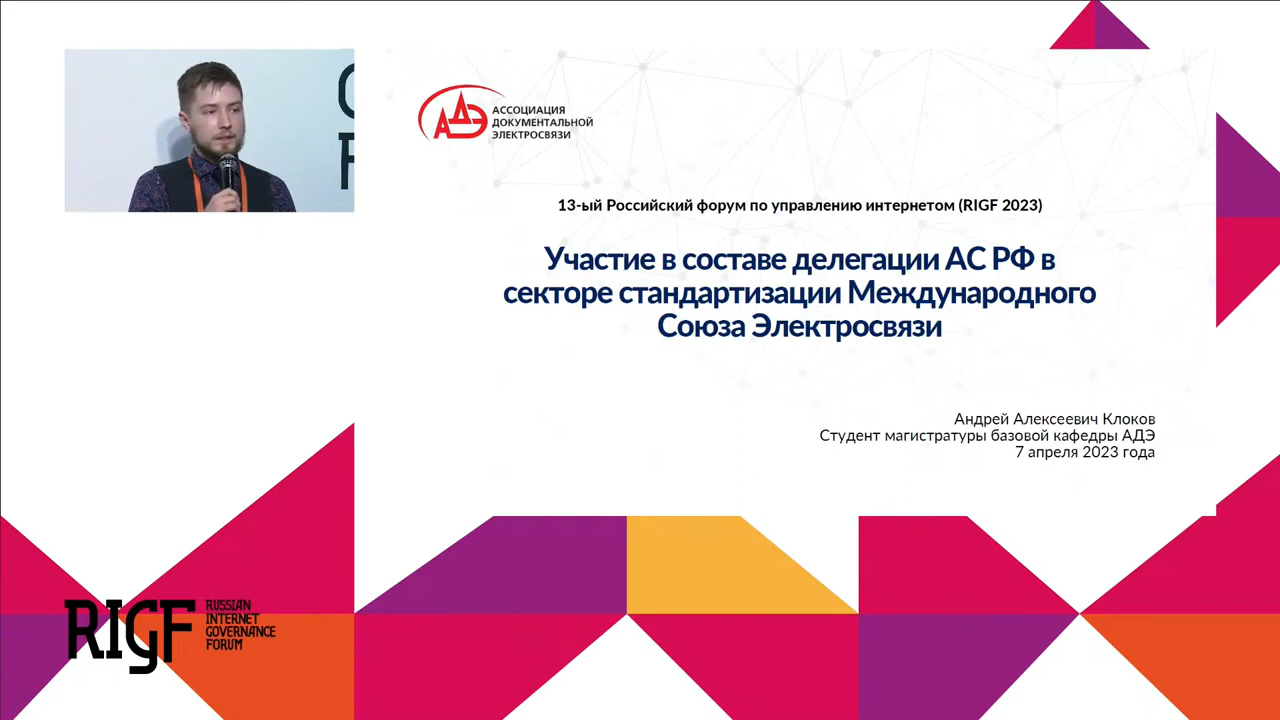 АДЭ
АССОЦИАЦИЯ
ДОКУМЕНТАЛЬНОЙ
ЭЛЕКТРОСВЯЗИ
13-ый Российский форум по управлению интернетом (RIGF 2023)
Участие в составе делегации АС РФ в
секторе стандартизации Международного
Союза Электросвязи
Андрей Алексеевич Клоков
Студент магистратуры базовой кафедры АДЭ
7 апреля 2023 года
RIGF
RUSSIAN
INTERNET
GOVERNANCE
FORUM